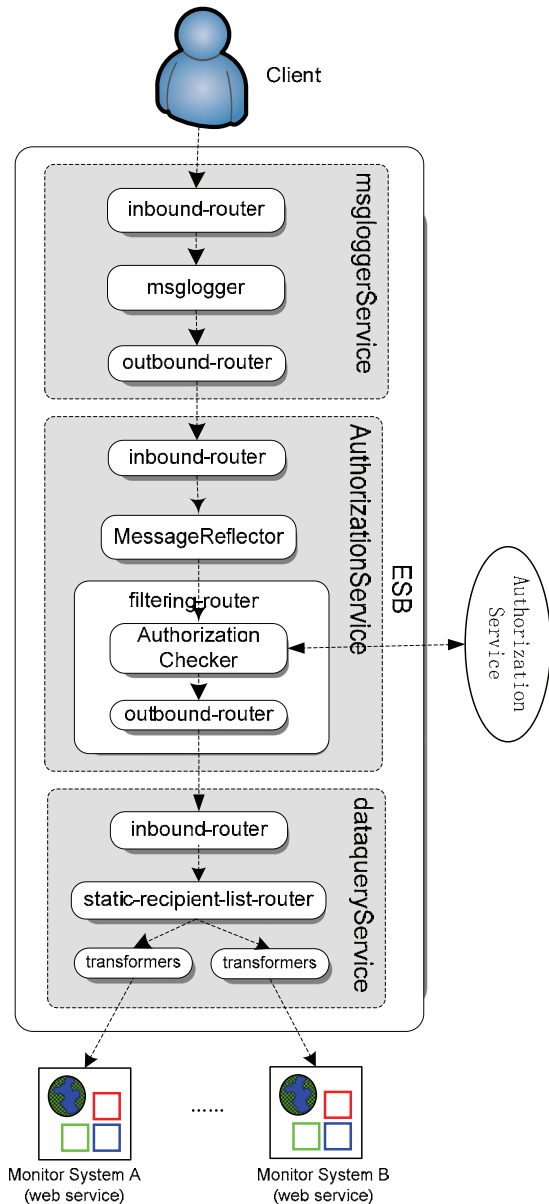 Client
msgloggerService
inbound-router
msglogger
outbound-router
AuthorizationService
inbound-router
MessageReflector
filtering-router
Authorization
Checker
outbound-router
ESB
Authorization
Service
dataqueryService
inbound-router
static-recipient-list-router
transformers
transformers
......
Monitor System A
(web service)
Monitor System B
(web service)